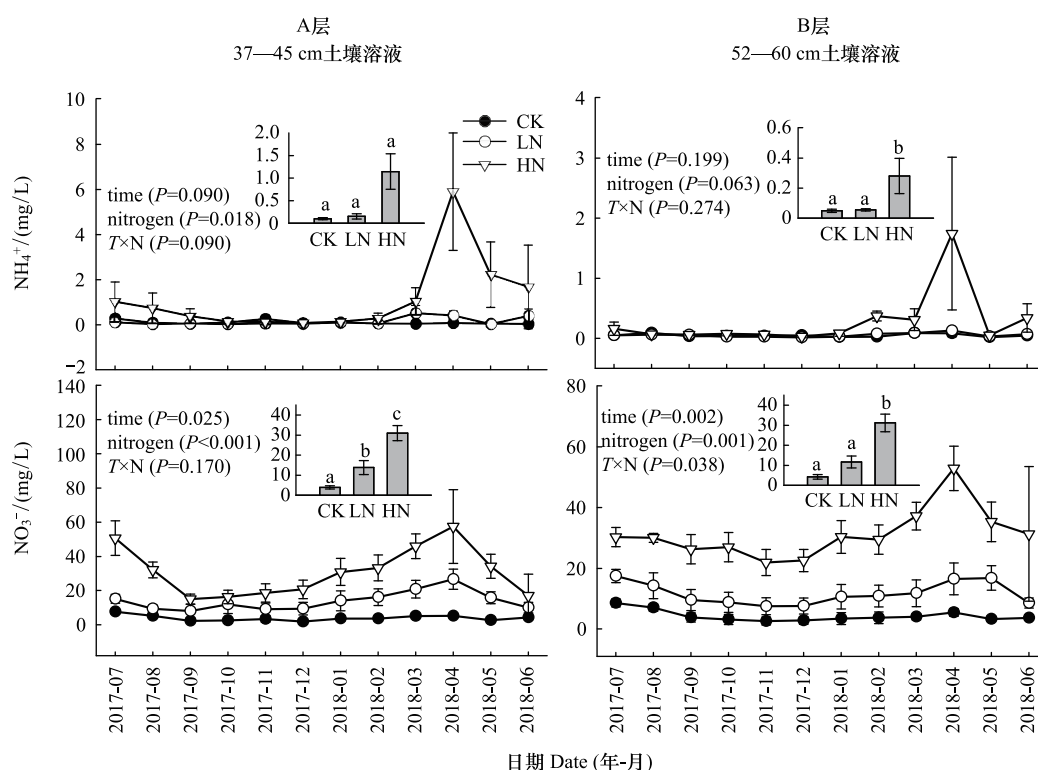 A层
37—45 cm土壤溶液
B层
52—60 cm土壤溶液
NH₄⁺/(mg/L)
10
8
6
4
2
0
−2
time (P=0.090)
nitrogen (P=0.018)
T×N (P=0.090)
2.0
1.5
1.0
0.5
0
a a a
CK LN HN
CK
LN
HN
4
3
2
1
0
time (P=0.199)
nitrogen (P=0.063)
T×N (P=0.274)
0.6
0.4
0.2
0
a a b
CK LN HN
NO₃⁻/(mg/L)
140
120
100
80
60
40
20
0
time (P=0.025)
nitrogen (P<0.001)
T×N (P=0.170)
40
30
20
10
0
a b c
CK LN HN
80
60
40
20
0
time (P=0.002)
nitrogen (P=0.001)
T×N (P=0.038)
40
30
20
10
0
a a b
CK LN HN
2017-07
2017-08
2017-09
2017-10
2017-11
2017-12
2018-01
2018-02
2018-03
2018-04
2018-05
2018-06
2017-07
2017-08
2017-09
2017-10
2017-11
2017-12
2018-01
2018-02
2018-03
2018-04
2018-05
2018-06
日期 Date (年-月)